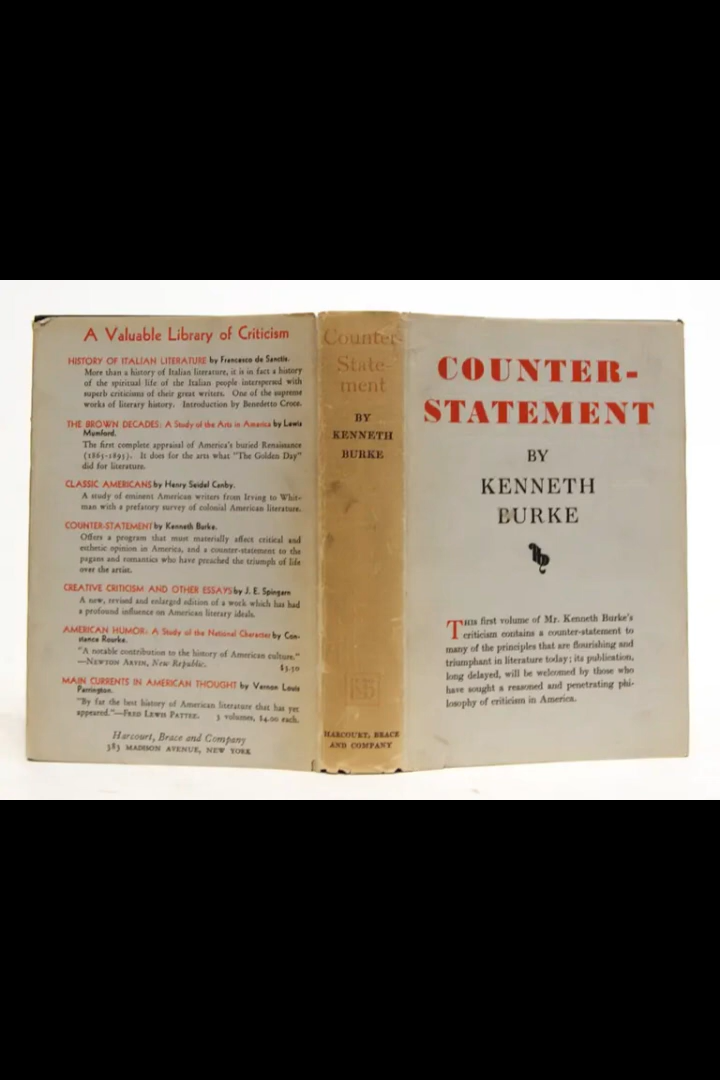 A Valuable Library of Criticism
HISTORY OF ITALIAN LITERATURE by Francesco de Sanctis.
More than a history of Italian literature, it is in fact a history
of the spiritual life of the Italian people interspersed with
superb criticisms of their great writers. One of the supreme
works of literary history. Introduction by Benedetto Croce.
THE BROWN DECADES: A Study of the Arts in America by Lewis
Mumford.
The first complete appraisal of America's buried Renaissance
(1865-1895). It does for the arts what "The Golden Day"
did for literature.
CLASSIC AMERICANS by Henry Seidel Canby.
A study of eminent American writers from Irving to Whit-
man with a prefatory survey of colonial American literature.
COUNTER-STATEMENT by Kenneth Burke.
Offers a program that must materially affect critical and
esthetic opinion in America, and a counter-statement to the
pagans and romantics who have preached the triumph of life
over the artist.
CREATIVE CRITICISM AND OTHER ESSAYS by J. E. Spingarn
A new, revised and enlarged edition of a work which has had
a profound influence on American literary ideals.
AMERICAN HUMOR: A Study of the National Character by Con-
stance Rourke.
"A notable contribution to the history of American culture."
—NEWTON ARVIN, New Republic. $3.50
MAIN CURRENTS IN AMERICAN THOUGHT by Vernon Louis
Parrington.
"By far the best history of American literature that has yet
appeared."—FRED LEWIS PATTEE. 3 volumes, $4.00 each.
Harcourt, Brace and Company
383 MADISON AVENUE, NEW YORK
Counter-
State-
ment
BY
KENNETH
BURKE
HARCOURT, BRACE
AND COMPANY
COUNTER-
STATEMENT
BY
KENNETH
BURKE
THIS first volume of Mr. Kenneth Burke's
criticism contains a counter-statement to
many of the principles that are flourishing and
triumphant in literature today; its publication,
long delayed, will be welcomed by those who
have sought a reasoned and penetrating phi-
losophy of criticism in America.